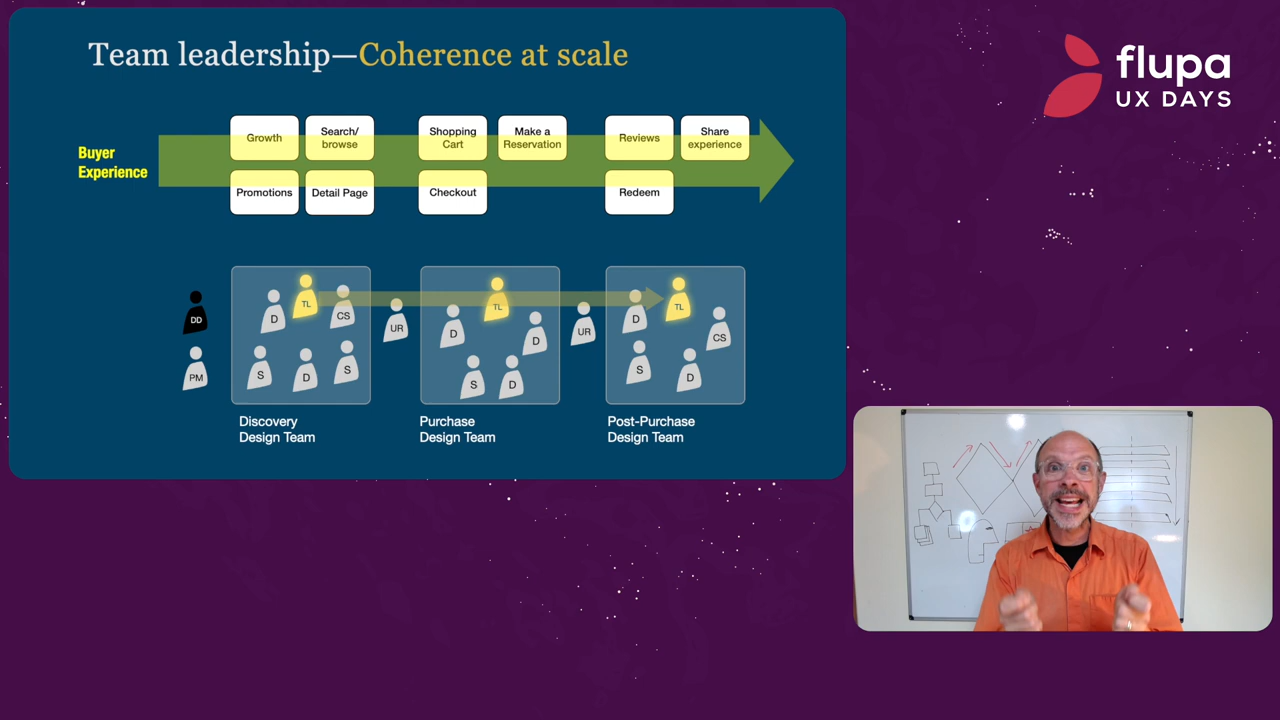 Team leadership—Coherence at scale
flupa
UX DAYS
Buyer
Experience
Growth
Search/
browse
Shopping
Cart
Make a
Reservation
Reviews
Share
experience
Promotions
Detail Page
Checkout
Redeem
DD
PM
D
TL
CS
S
D
S
UR
D
TL
D
S
D
UR
D
TL
CS
S
D
Discovery
Design Team
Purchase
Design Team
Post-Purchase
Design Team